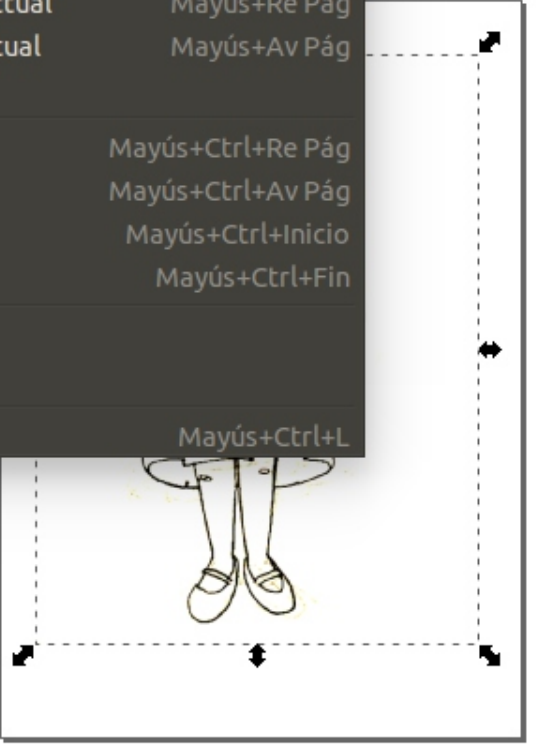 ctual Mayús+Re Pág
tual Mayús+Av Pág
Mayús+Ctrl+Re Pág
Mayús+Ctrl+Av Pág
Mayús+Ctrl+Inicio
Mayús+Ctrl+Fin
Mayús+Ctrl+L